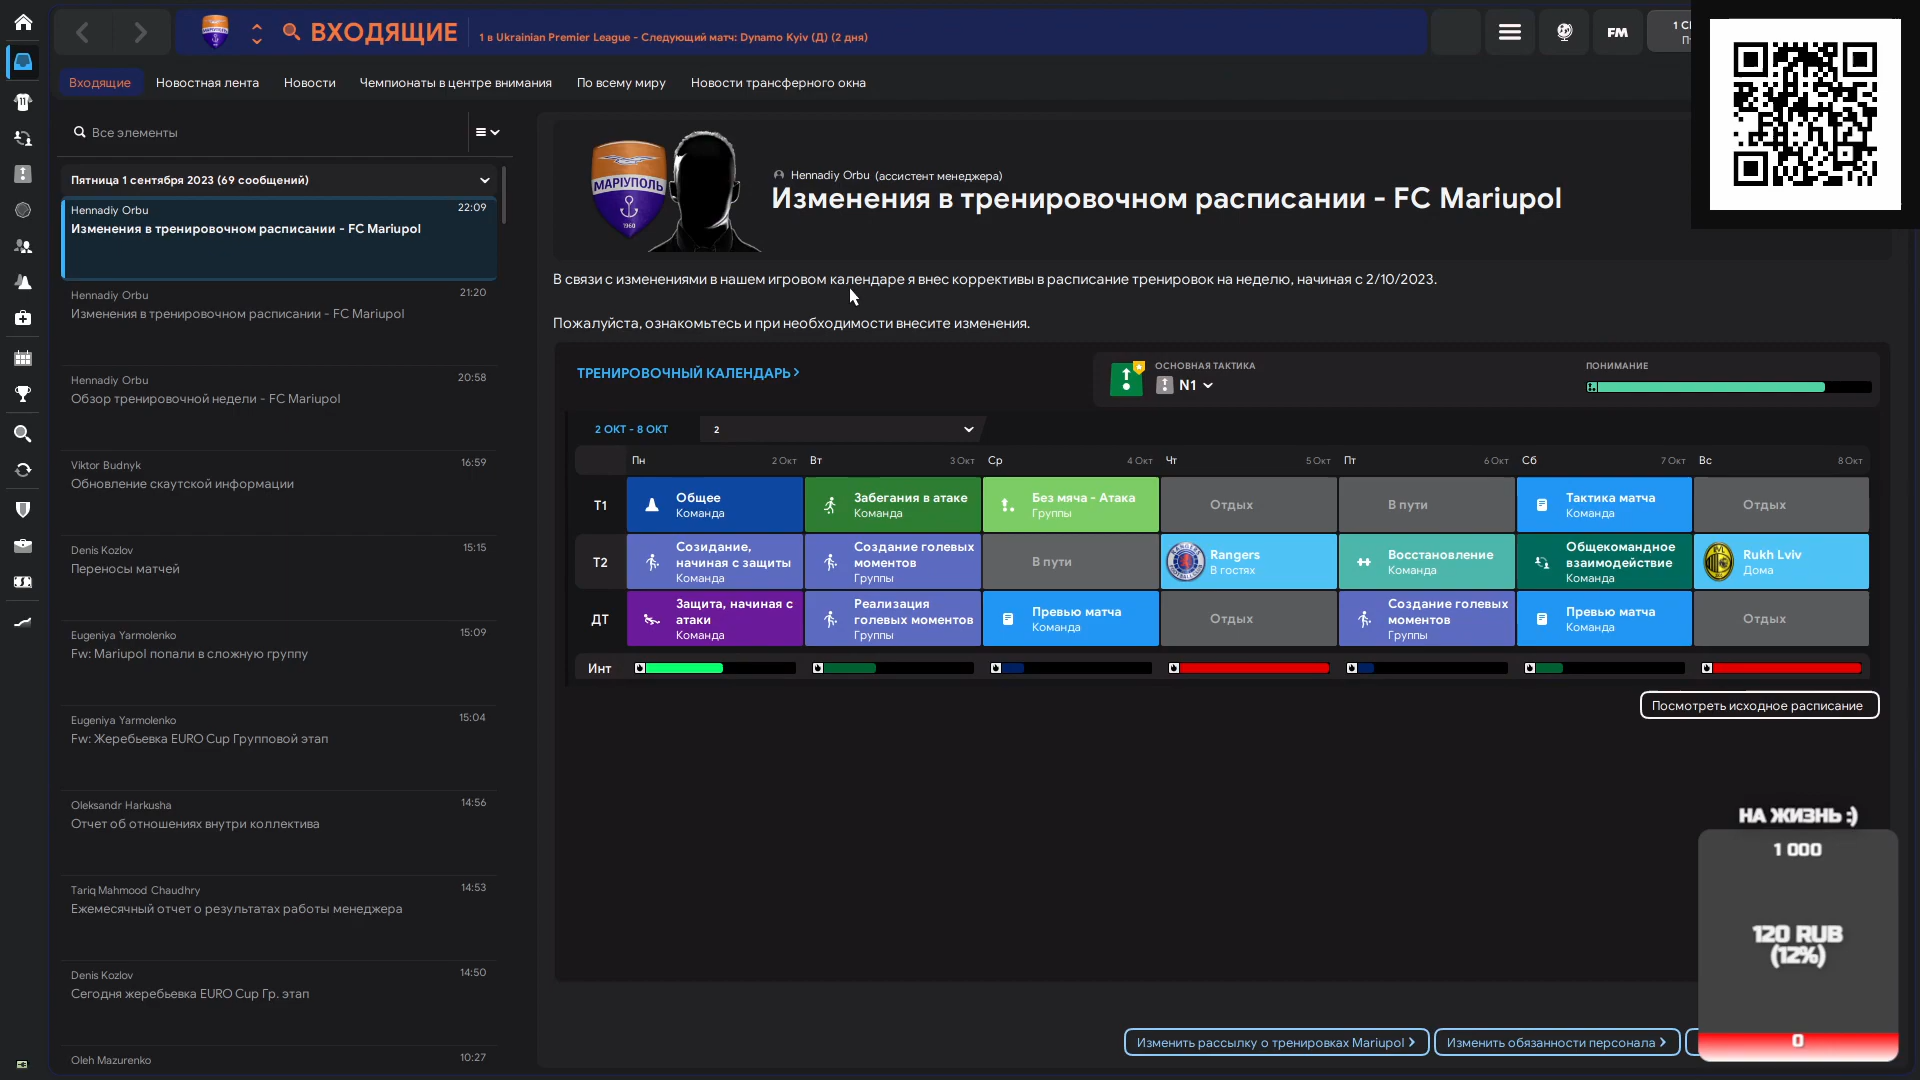 ВХОДЯЩИЕ
1 в Ukrainian Premier League - Следующий матч: Dynamo Kyiv (Д) (2 дня)
FM
Входящие
Новостная лента
Новости
Чемпионаты в центре внимания
По всему миру
Новости трансферного окна
Все элементы
Пятница 1 сентября 2023 (69 сообщений)
Hennadiy Orbu
22:09
Изменения в тренировочном расписании - FC Mariupol
Hennadiy Orbu
21:20
Изменения в тренировочном расписании - FC Mariupol
Hennadiy Orbu
20:58
Обзор тренировочной недели - FC Mariupol
Viktor Budnyk
16:59
Обновление скаутской информации
Denis Kozlov
15:15
Переносы матчей
Eugeniya Yarmolenko
15:09
Fw: Mariupol попали в сложную группу
Eugeniya Yarmolenko
15:04
Fw: Жеребьевка EURO Cup Групповой этап
Oleksandr Harkusha
14:56
Отчет об отношениях внутри коллектива
Tariq Mahmood Chaudhry
14:53
Ежемесячный отчет о результатах работы менеджера
Denis Kozlov
14:50
Сегодня жеребьевка EURO Cup Гр. этап
Oleh Mazurenko
10:27
МАРІУПОЛЬ
1960
Hennadiy Orbu (ассистент менеджера)
Изменения в тренировочном расписании - FC Mariupol
В связи с изменениями в нашем игровом календаре я внес коррективы в расписание тренировок на неделю, начиная с 2/10/2023.
Пожалуйста, ознакомьтесь и при необходимости внесите изменения.
ТРЕНИРОВОЧНЫЙ КАЛЕНДАРЬ
ОСНОВНАЯ ТАКТИКА
N1
ПОНИМАНИЕ
2 ОКТ - 8 ОКТ
2
Пн 2 Окт Вт 3 Окт Ср 4 Окт Чт 5 Окт Пт 6 Окт Сб 7 Окт Вс 8 Окт
Т1
Общее
Команда
Забегания в атаке
Команда
Без мяча - Атака
Группы
Отдых
В пути
Тактика матча
Команда
Отдых
Т2
Созидание,
начиная с защиты
Команда
Создание голевых
моментов
Группы
В пути
Rangers
В гостях
Восстановление
Команда
Общекомандное
взаимодействие
Команда
Rukh Lviv
Дома
ДТ
Защита, начиная с
атаки
Команда
Реализация
голевых моментов
Группы
Превью матча
Команда
Отдых
Создание голевых
моментов
Группы
Превью матча
Команда
Отдых
Инт
Посмотреть исходное расписание
НА ЖИЗНЬ :)
1 000
120 RUB
(12%)
0
Изменить рассылку о тренировках Mariupol
Изменить обязанности персонала